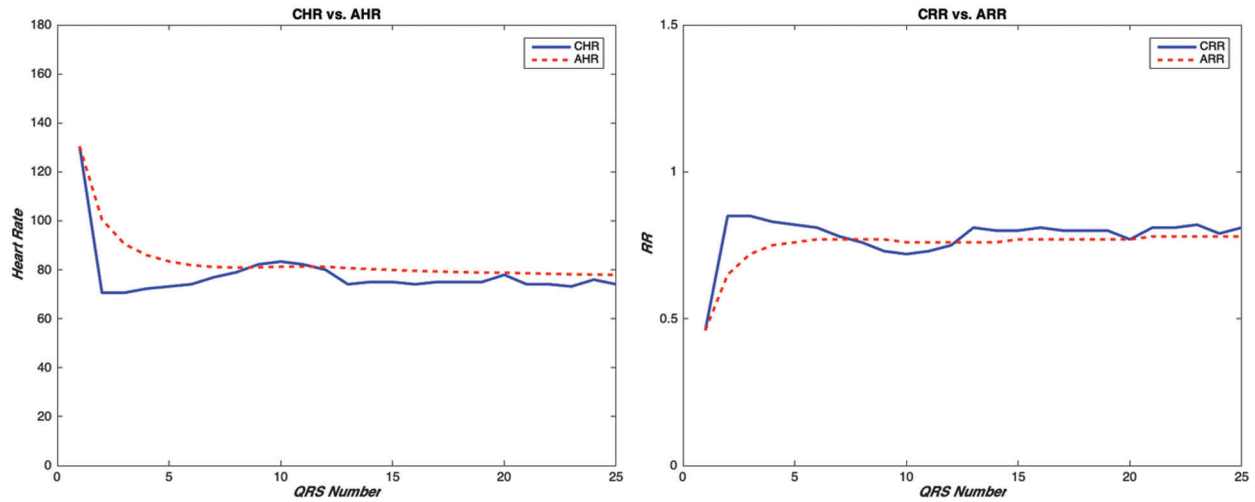 CHR vs. AHR
180
160
140
120
100
80
60
40
20
0
Heart Rate
0 5 10 15 20 25
QRS Number
CHR
AHR
CRR vs. ARR
1.5
1
0.5
0
RR
0 5 10 15 20 25
QRS Number
CRR
ARR